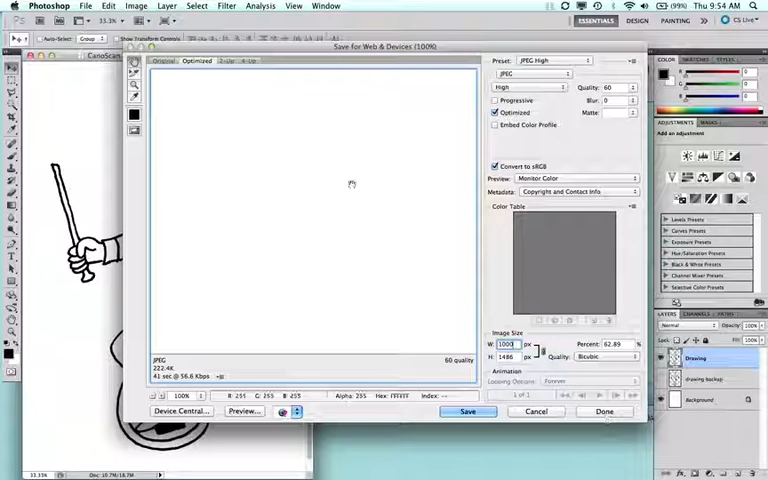 Photoshop File Edit Image Layer Select Filter Analysis View Window (99%) Thu 9:54 AM
33.3% ESSENTIALS DESIGN PAINTING CS Live
Auto-Select: Group Show Transform Controls
CanoScan
Save for Web & Devices (100%)
Original Optimized 2-Up 4-Up
Preset: JPEG High
JPEG
High Quality: 60
Progressive Blur: 0
Optimized Matte:
Embed Color Profile
Convert to sRGB
Preview: Monitor Color
Metadata: Copyright and Contact Info
Color Table
Image Size
W: 1000 px Percent: 62.89 %
H: 1486 px Quality: Bicubic
Animation
Looping Options: Forever
1 of 1
JPEG 60 quality
222.4K
41 sec @ 56.6 Kbps
100% R: 255 G: 255 B: 255 Alpha: 255 Hex: FFFFFF Index: --
Device Central... Preview... Save Cancel Done
COLOR SWATCHES STYLES
R 0
G 0
B 0
ADJUSTMENTS MASKS
Add an adjustment
Levels Presets
Curves Presets
Exposure Presets
Hue/Saturation Presets
Black & White Presets
Channel Mixer Presets
Selective Color Presets
LAYERS CHANNELS PATHS
Normal Opacity: 100%
Lock: Fill: 100%
Drawing
drawing backup
Background
33.33% Doc: 10.7M/18.7M